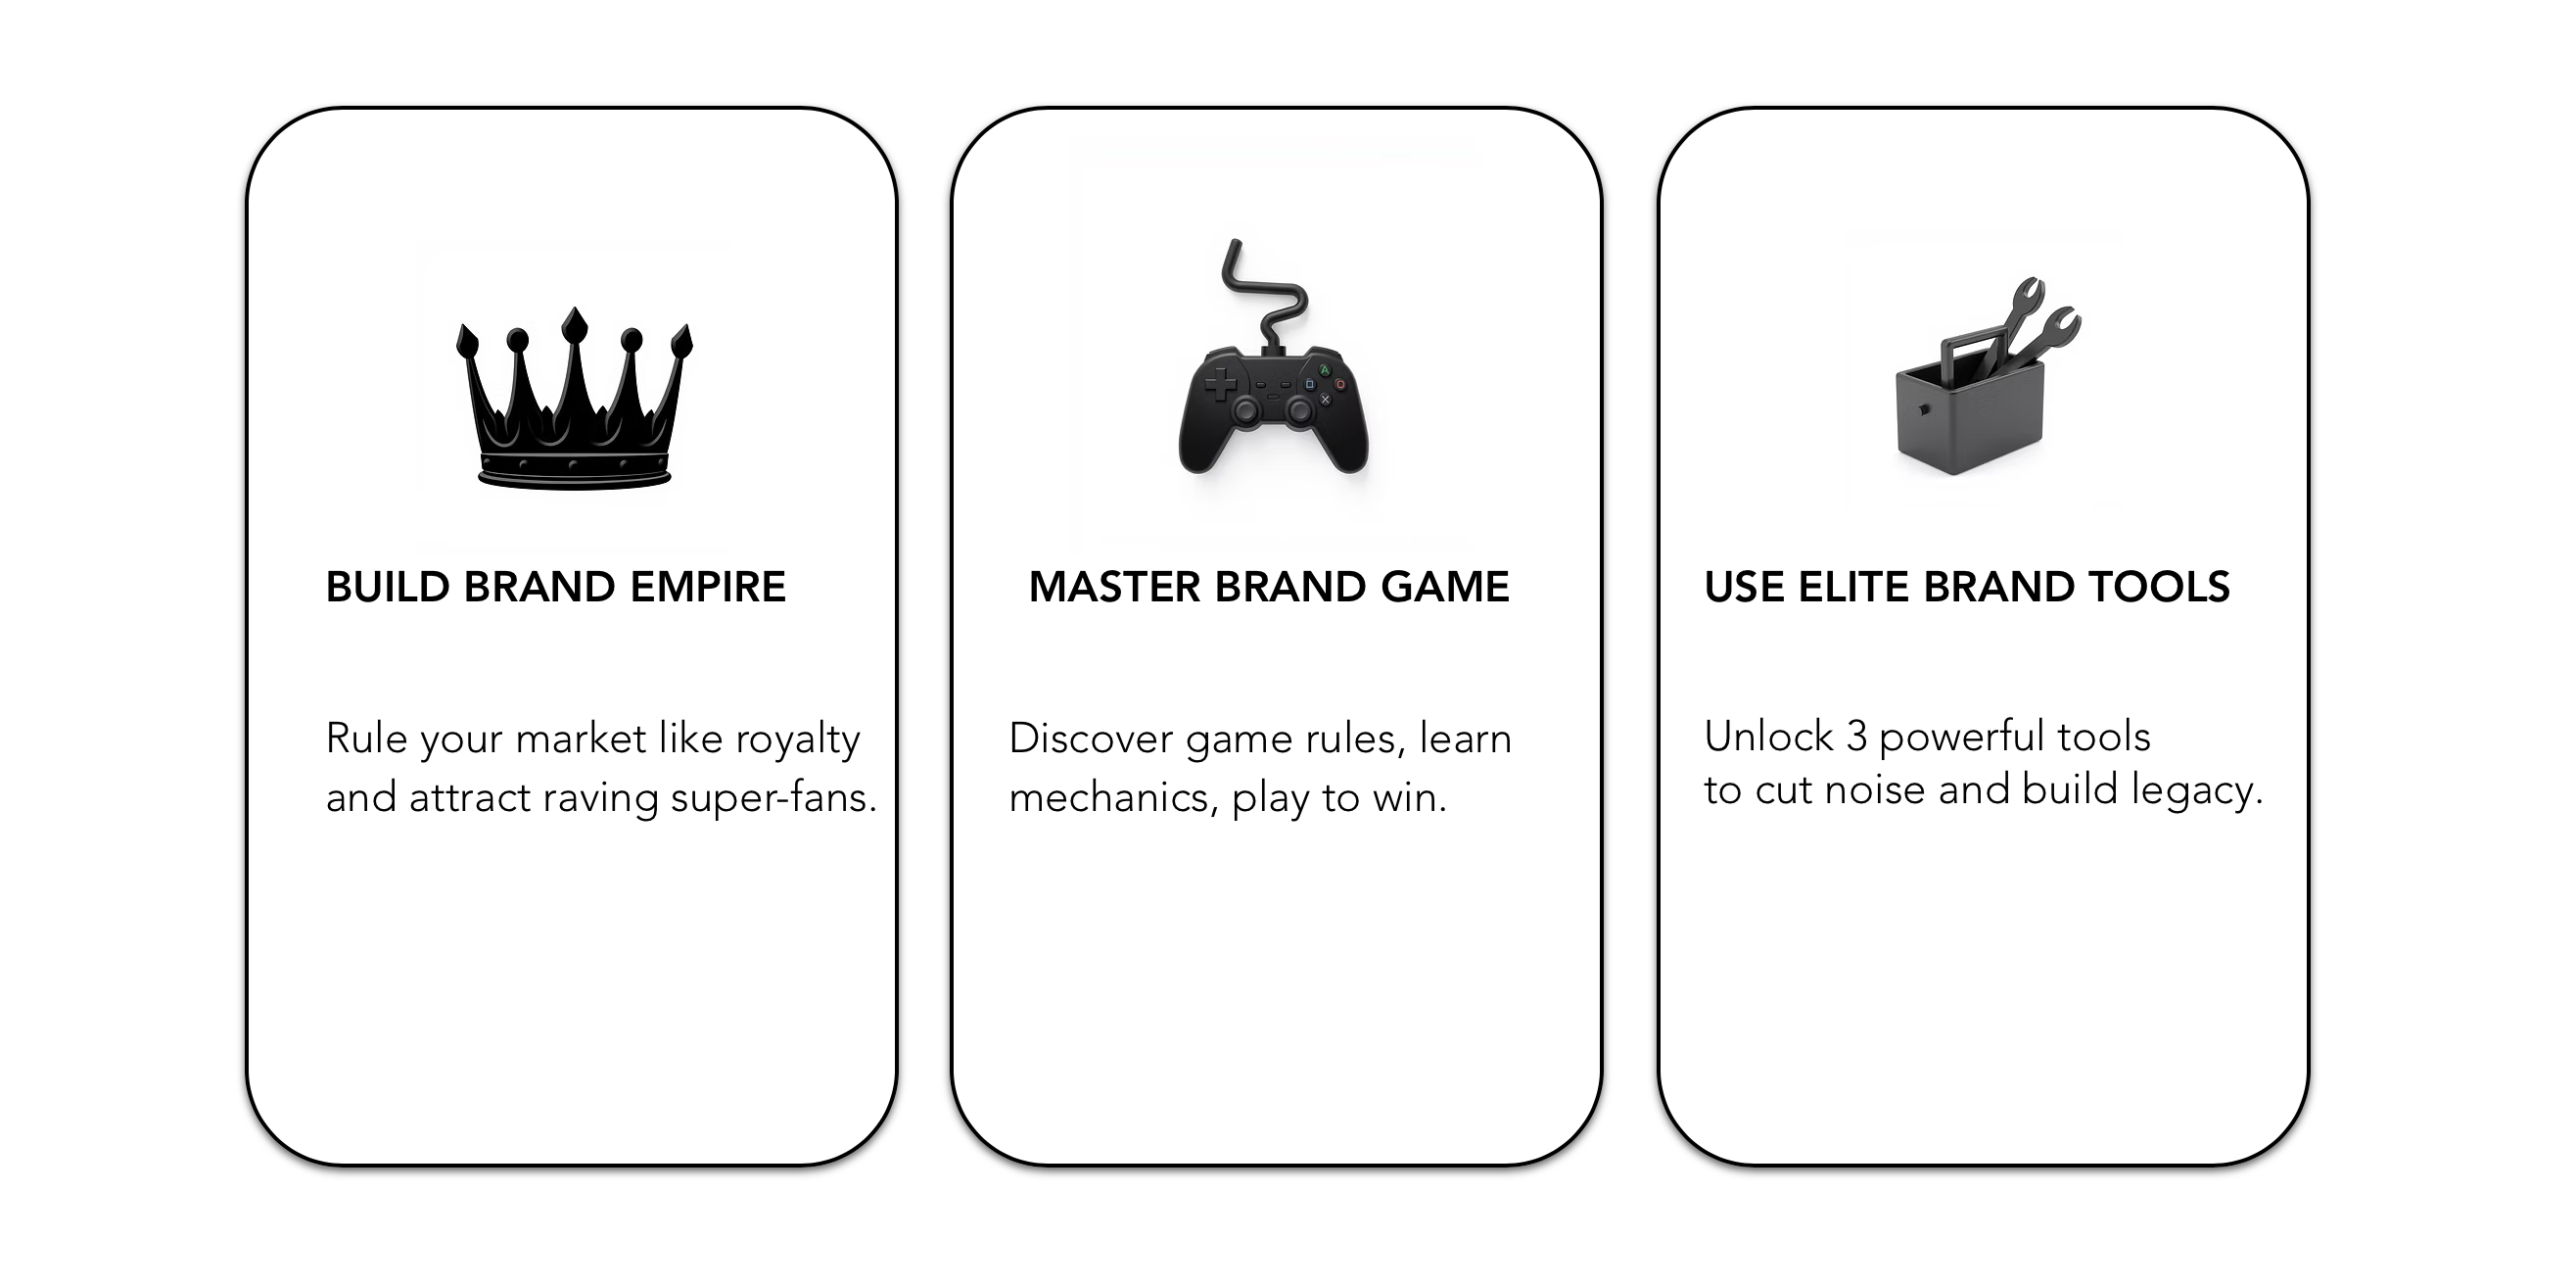 BUILD BRAND EMPIRE
Rule your market like royalty
and attract raving super-fans.
MASTER BRAND GAME
Discover game rules, learn
mechanics, play to win.
USE ELITE BRAND TOOLS
Unlock 3 powerful tools
to cut noise and build legacy.